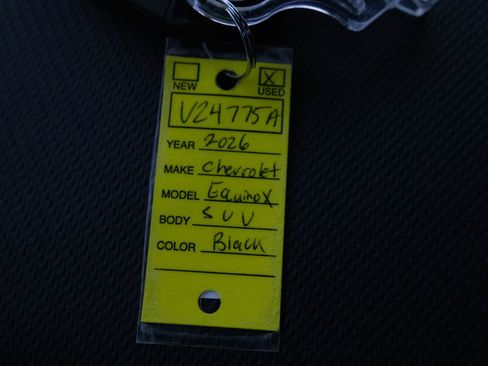 NEW X USED
V24775A
YEAR 2026
MAKE Chevrolet
MODEL Equinox
BODY SUV
COLOR Black